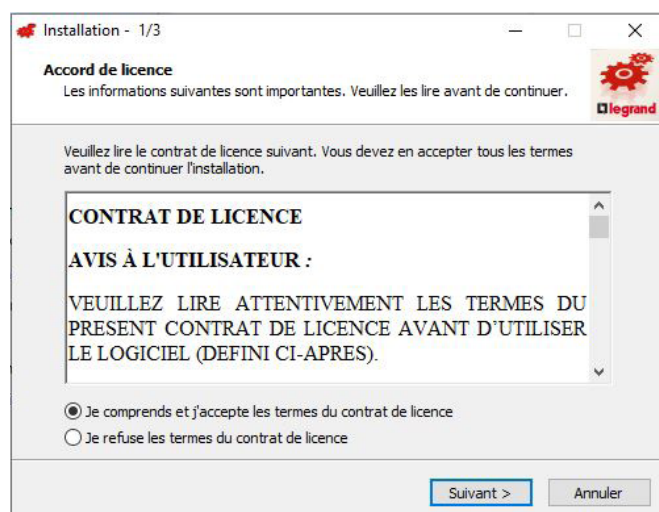 Installation - 1/3
Accord de licence
Les informations suivantes sont importantes. Veuillez les lire avant de continuer.
legrand
Veuillez lire le contrat de licence suivant. Vous devez en accepter tous les termes
avant de continuer l'installation.
CONTRAT DE LICENCE
AVIS À L'UTILISATEUR :
VEUILLEZ LIRE ATTENTIVEMENT LES TERMES DU
PRESENT CONTRAT DE LICENCE AVANT D’UTILISER
LE LOGICIEL (DEFINI CI-APRES).
Je comprends et j'accepte les termes du contrat de licence
Je refuse les termes du contrat de licence
Suivant >
Annuler